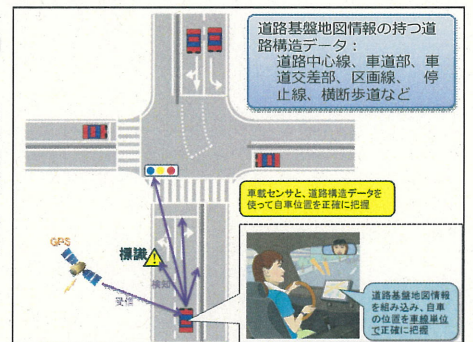 道路基盤地図情報の持つ道
路構造データ：
道路中心線、車道部、車
道交差部、区画線、 停
止線、横断歩道など
車載センサと、道路構造データを
使って自車位置を正確に把握
GPS
標識
検知
受信
道路基盤地図情報
を組み込み、自車
の位置を車線単位
で正確に把握